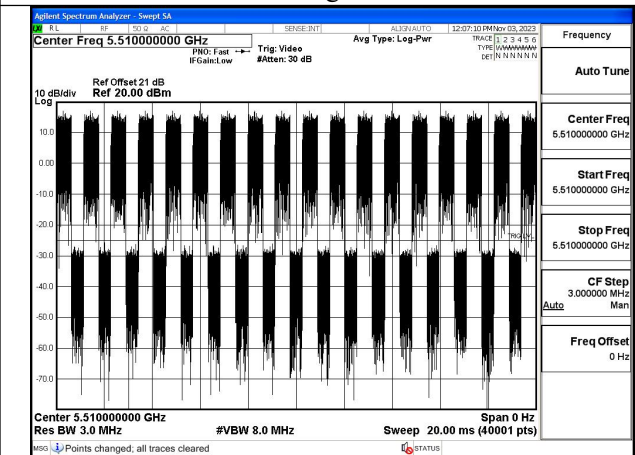 Agilent Spectrum Analyzer - Swept SA
RL RF 50 Ω AC SENSE:INT ALIGNAUTO 12:07:10 PM Nov 03, 2023
Center Freq 5.510000000 GHz
PNO: Fast
IFGain:Low
Trig: Video
#Atten: 30 dB
Avg Type: Log-Pwr
TRACE 1 2 3 4 5 6
TYPE
DET N N N N N N
Frequency
Ref Offset 21 dB
10 dB/div Ref 20.00 dBm
Log
10.0
0.00
-10.0
-20.0
-30.0
-40.0
-50.0
-60.0
-70.0
Center 5.510000000 GHz Span 0 Hz
Res BW 3.0 MHz #VBW 8.0 MHz Sweep 20.00 ms (40001 pts)
Auto Tune
Center Freq
5.510000000 GHz
Start Freq
5.510000000 GHz
Stop Freq
5.510000000 GHz
CF Step
3.000000 MHz
Auto Man
Freq Offset
0 Hz
MSG Points changed; all traces cleared STATUS